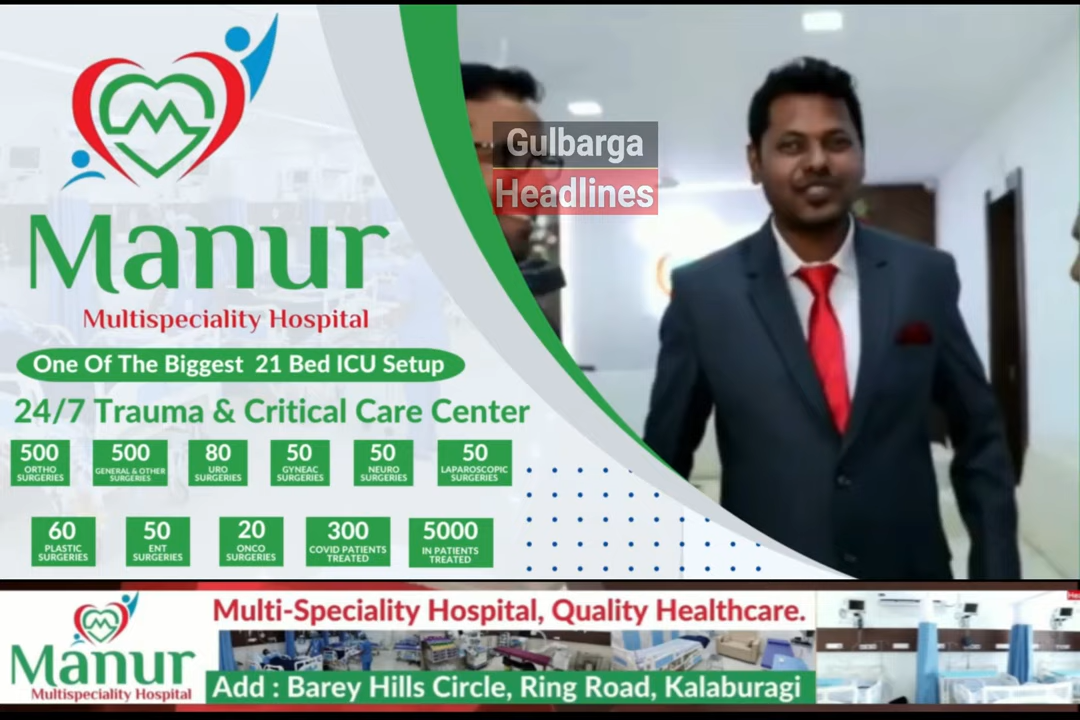 Gulbarga
Headlines
Manur
Multispeciality Hospital
One Of The Biggest 21 Bed ICU Setup
24/7 Trauma & Critical Care Center
500
ORTHO
SURGERIES
500
GENERAL & OTHER
SURGERIES
80
URO
SURGERIES
50
GYNEAC
SURGERIES
50
NEURO
SURGERIES
50
LAPAROSCOPIC
SURGERIES
60
PLASTIC
SURGERIES
50
ENT
SURGERIES
20
ONCO
SURGERIES
300
COVID PATIENTS
TREATED
5000
IN PATIENTS
TREATED
Manur
Multispeciality Hospital
Multi-Speciality Hospital, Quality Healthcare.
Add : Barey Hills Circle, Ring Road, Kalaburagi